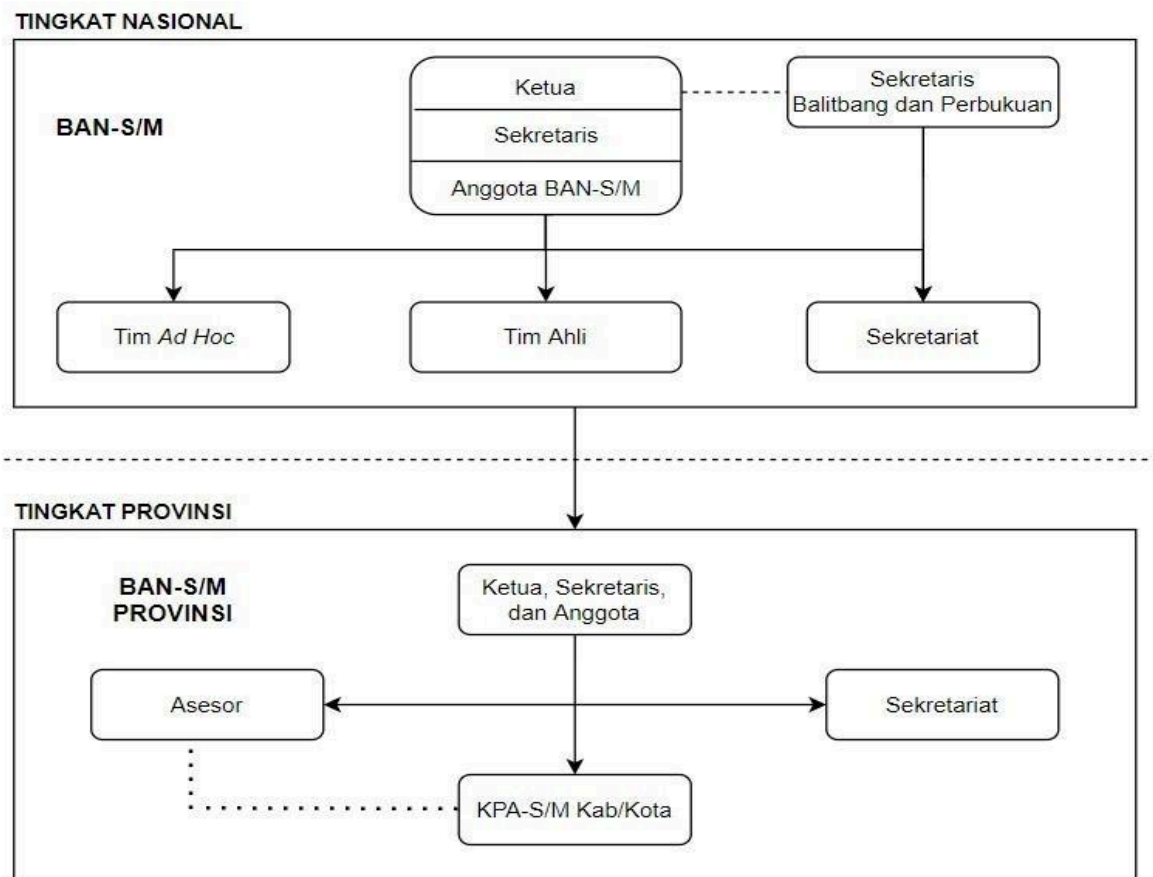 TINGKAT NASIONAL
BAN-S/M
Ketua
Sekretaris
Anggota BAN-S/M
Sekretaris
Balitbang dan Perbukuan
Tim Ad Hoc
Tim Ahli
Sekretariat
TINGKAT PROVINSI
BAN-S/M
PROVINSI
Ketua, Sekretaris,
dan Anggota
Asesor
Sekretariat
KPA-S/M Kab/Kota